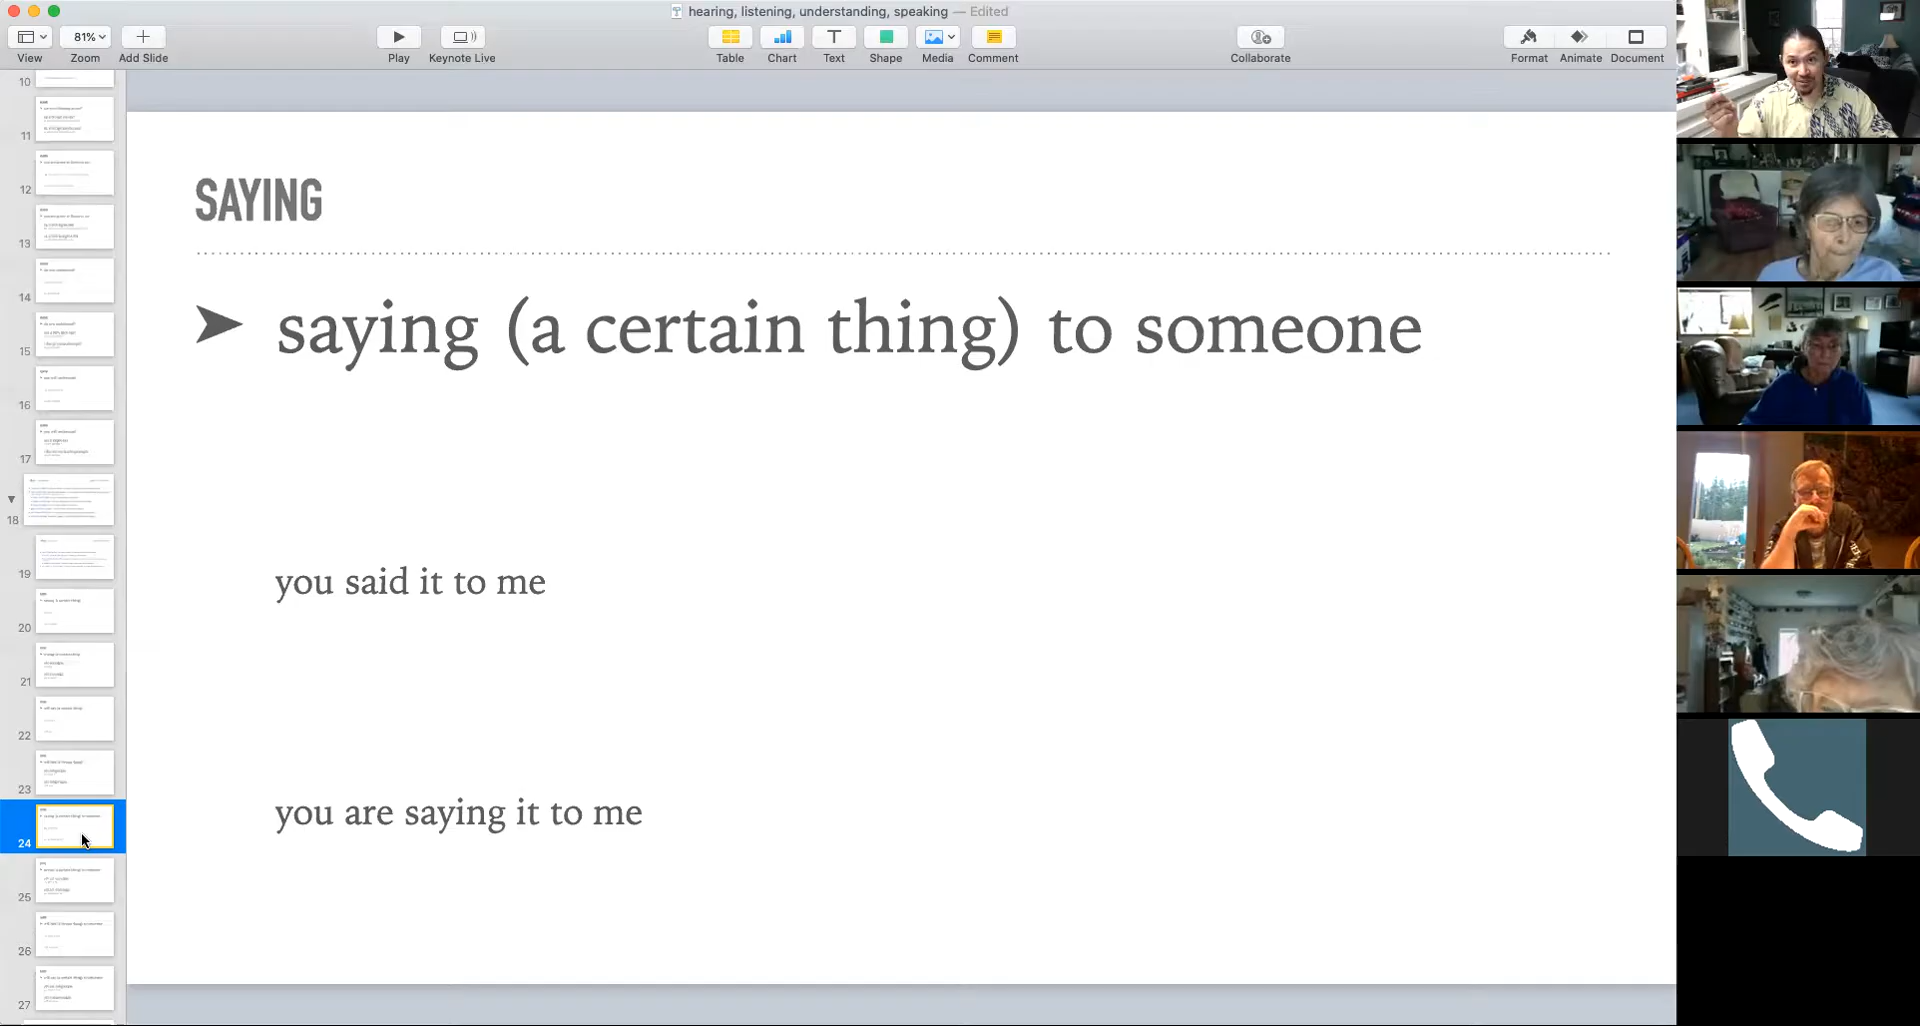 hearing, listening, understanding, speaking — Edited
81%
View
Zoom
Add Slide
Play
Keynote Live
Table
Chart
Text
Shape
Media
Comment
Collaborate
Format
Animate
Document
10
11
12
13
14
15
16
17
18
19
20
21
22
23
24
25
26
27
SAYING
➤ saying (a certain thing) to someone
you said it to me
you are saying it to me